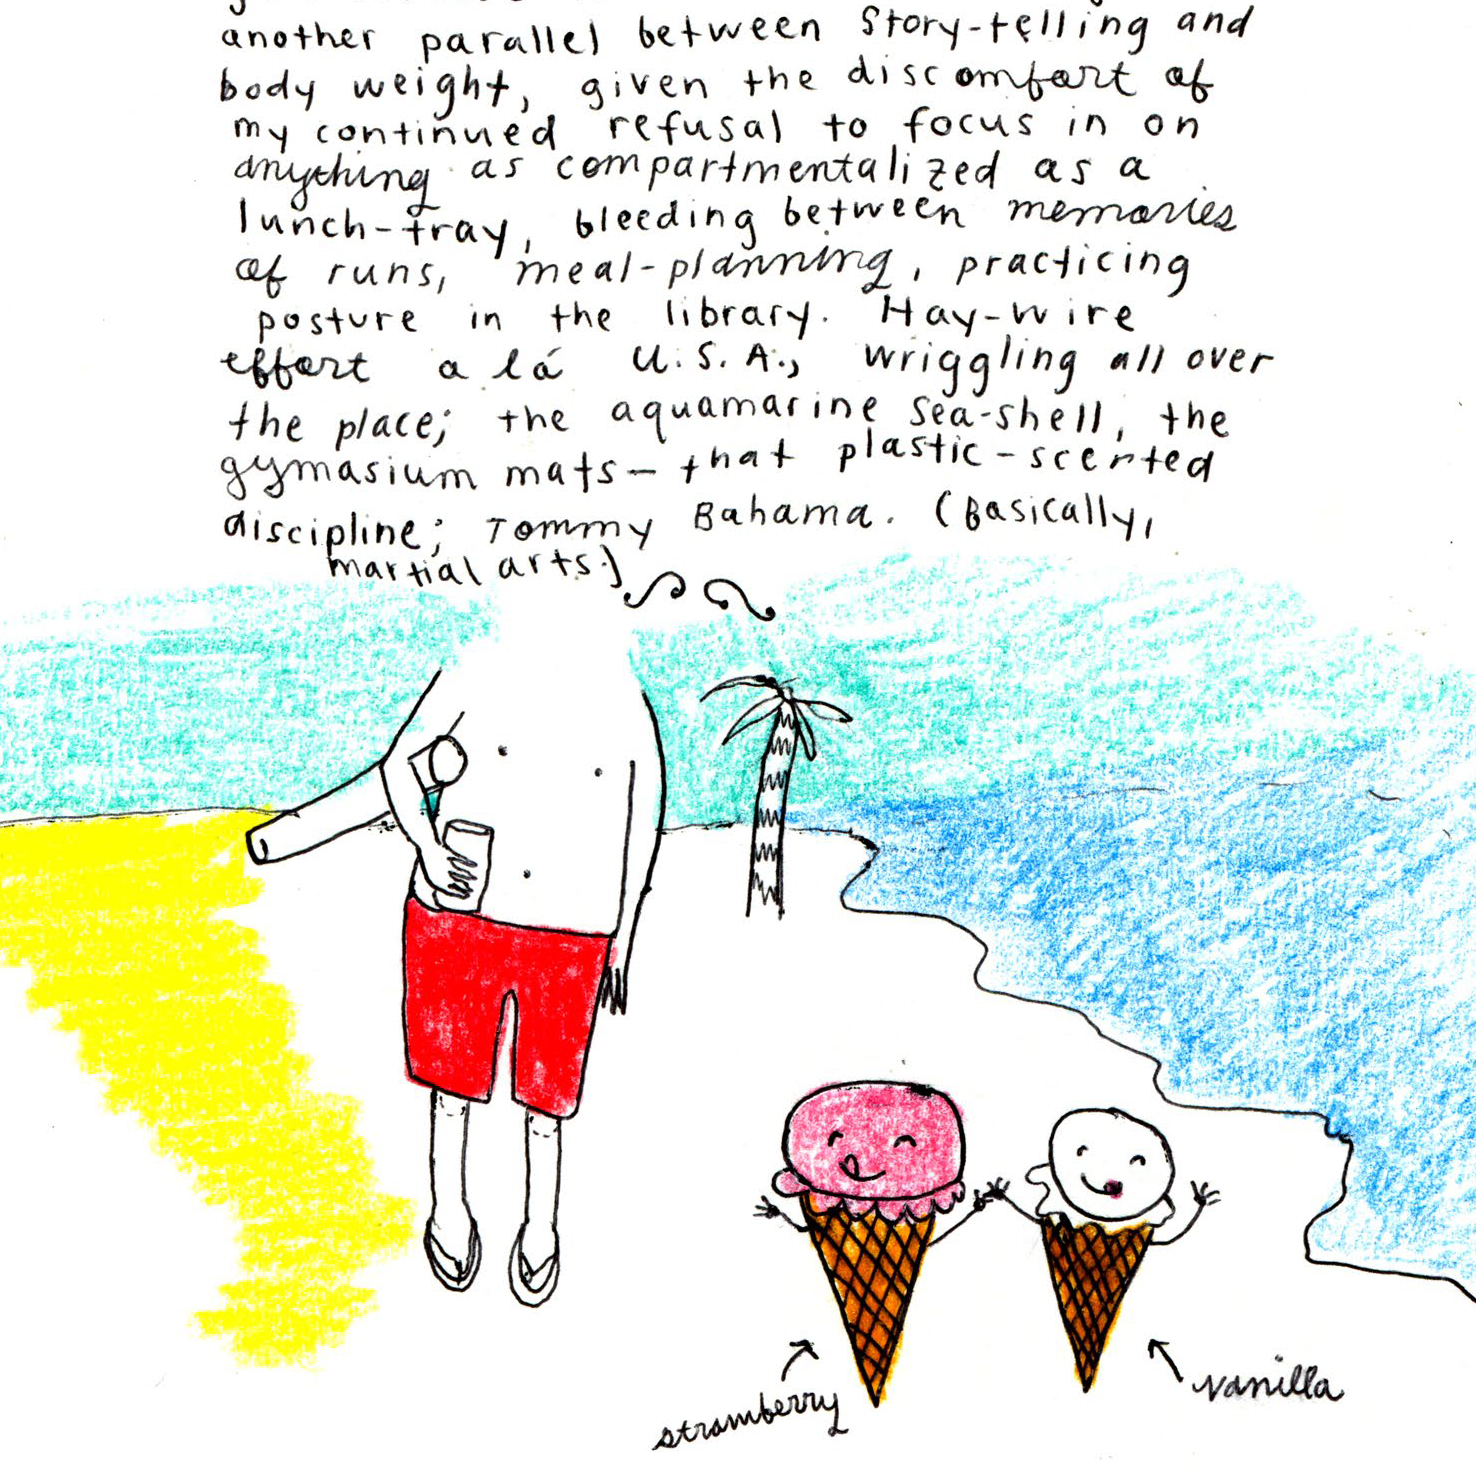 another parallel between story-telling and
body weight, given the discomfort of
my continued refusal to focus in on
anything as compartmentalized as a
lunch-tray, bleeding between memories
of runs, meal-planning, practicing
posture in the library. Hay-wire
effort a lá U.S.A., wriggling all over
the place; the aquamarine sea-shell, the
gymasium mats— that plastic-scented
discipline; Tommy Bahama. (Basically,
martial arts.)
strawberry
vanilla